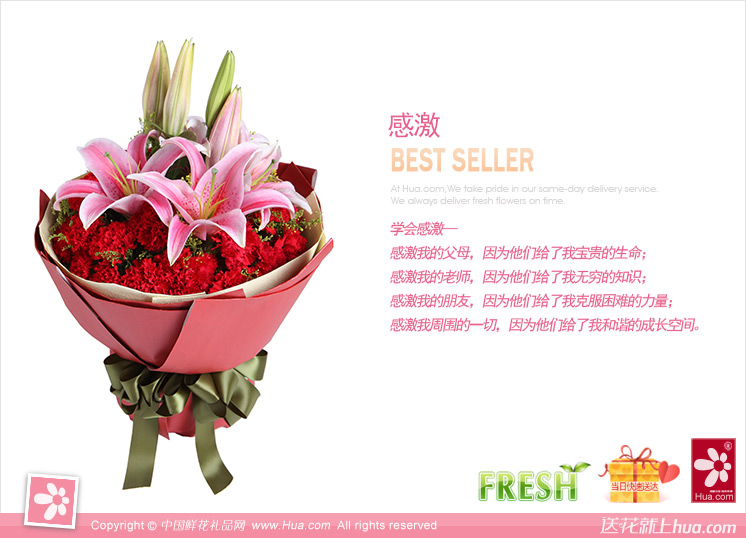 感激
BEST SELLER
At Hua.com,We take pride in our same-day delivery service.
We always deliver fresh flowers on time.
学会感激—
感激我的父母，因为他们给了我宝贵的生命；
感激我的老师，因为他们给了我无穷的知识；
感激我的朋友，因为他们给了我克服困难的力量；
感激我周围的一切，因为他们给了我和谐的成长空间。
FRESH
当日快速送达
Hua.com
Copyright © 中国鲜花礼品网 www.Hua.com All rights reserved
送花就上hua.com